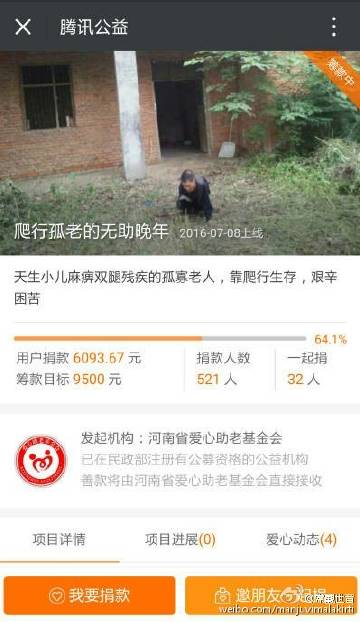 腾讯公益
筹款中
爬行孤老的无助晚年 2016-07-08上线
天生小儿麻痹双腿残疾的孤寡老人，靠爬行生存，艰辛
困苦
64.1%
用户捐款 6093.67 元
筹款目标 9500 元
捐款人数
521 人
一起捐
32 人
发起机构：河南省爱心助老基金会
已在民政部注册有公募资格的公益机构
善款将由河南省爱心助老基金会直接接收
项目详情
项目进展(0)
爱心动态(4)
我要捐款
邀朋友
weibo.com/manjuvimalakirti